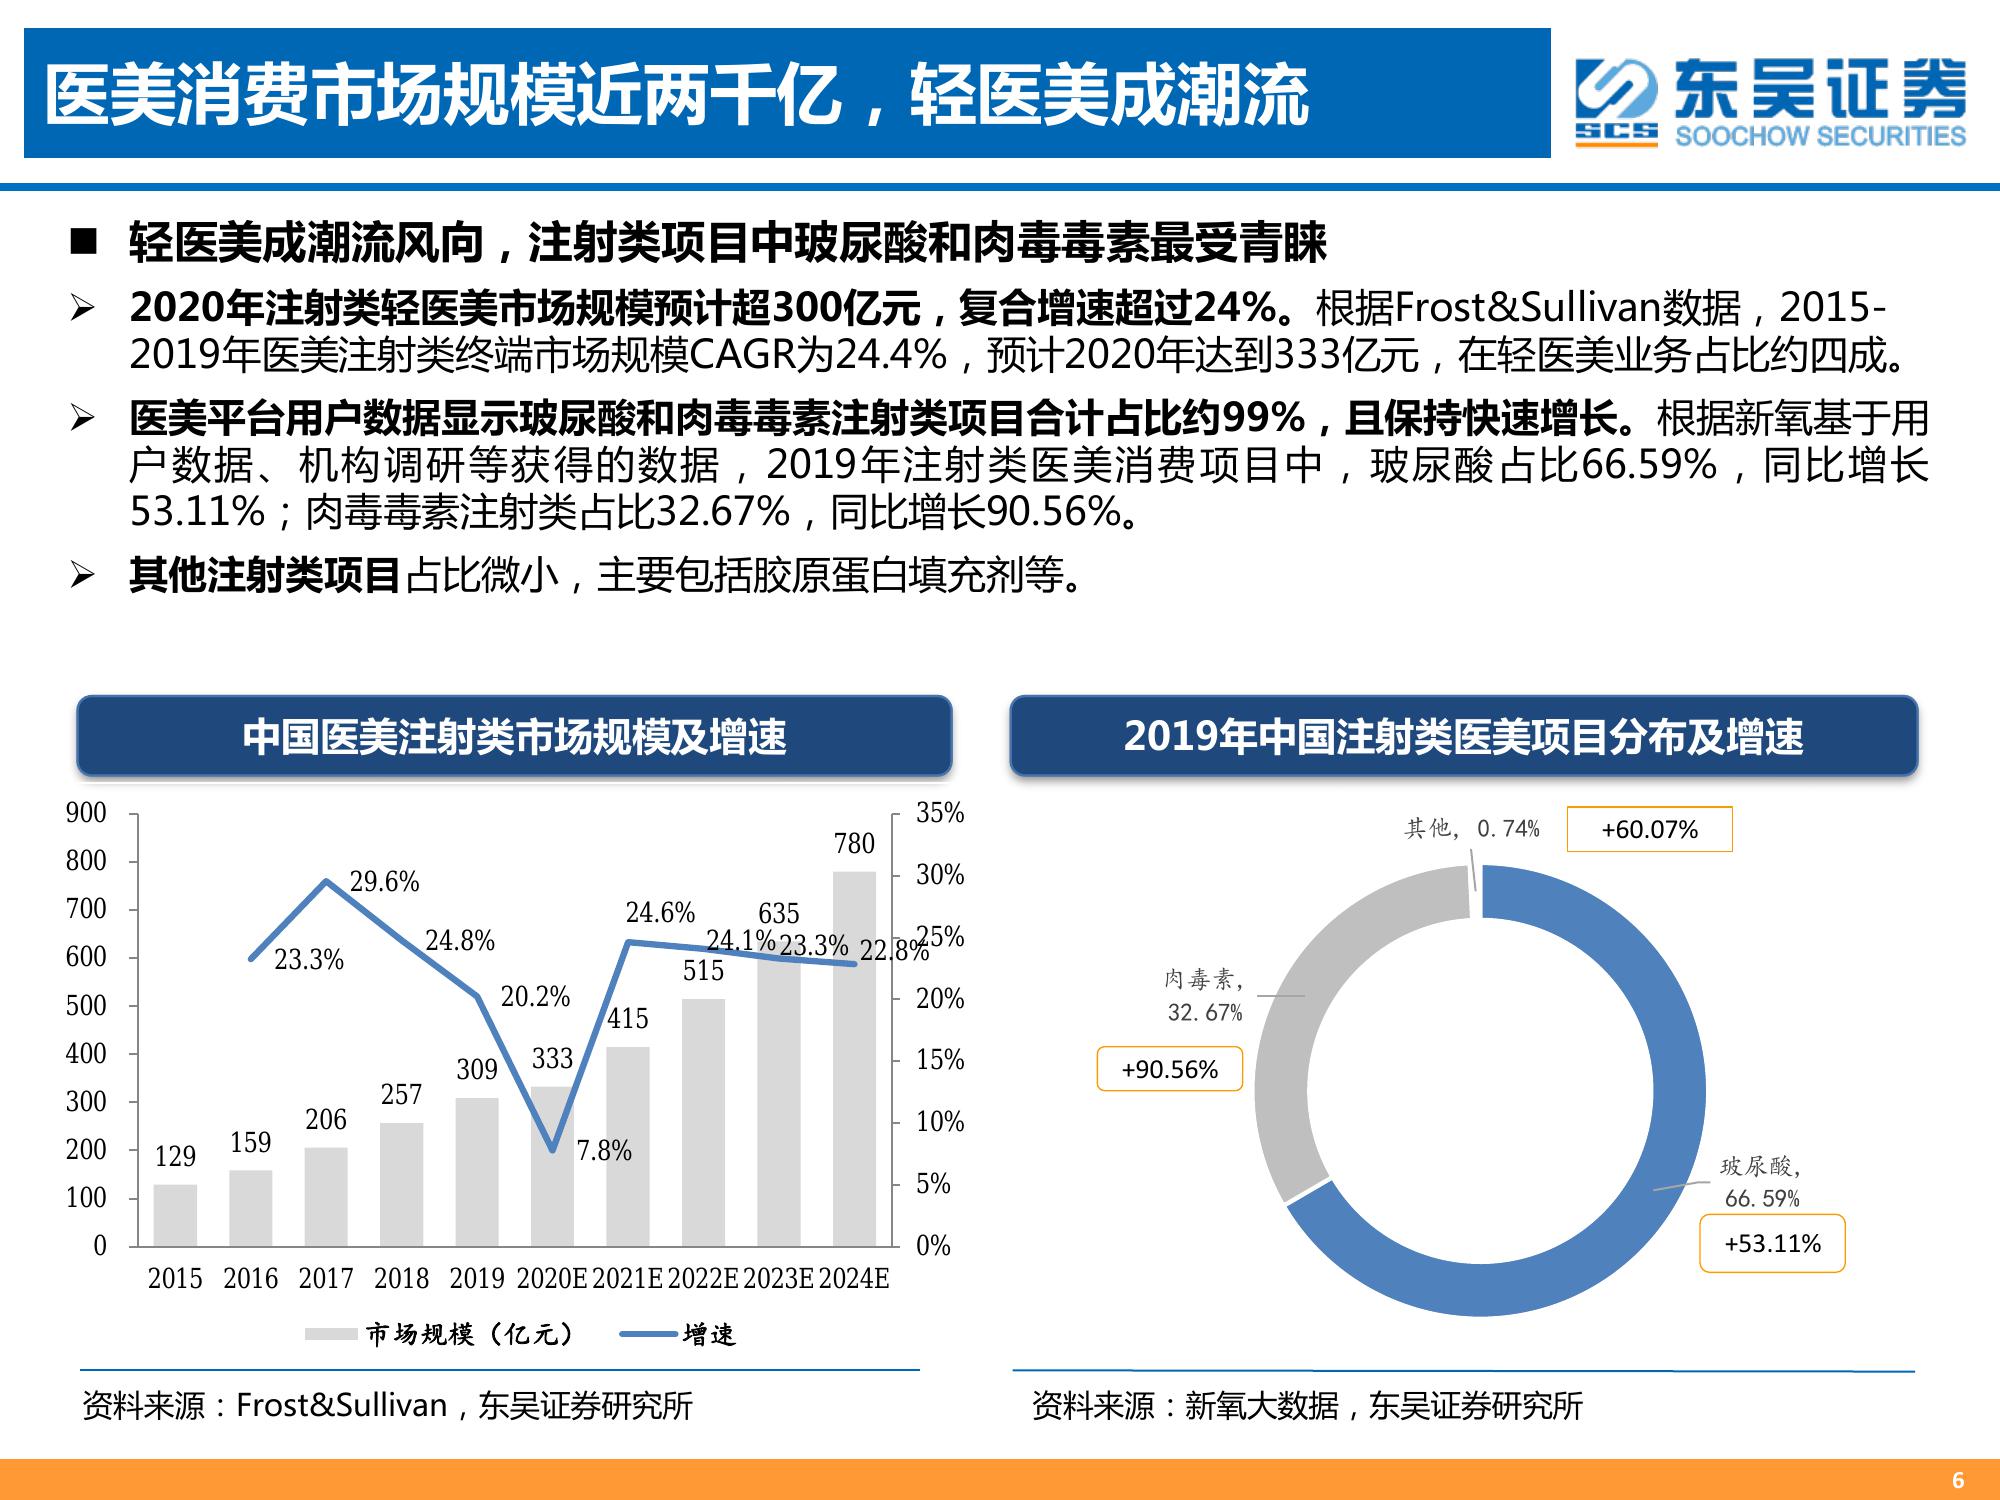 医美消费市场规模近两千亿，轻医美成潮流
东吴证券
SCS
SOOCHOW SECURITIES
■ 轻医美成潮流风向，注射类项目中玻尿酸和肉毒毒素最受青睐
➢ 2020年注射类轻医美市场规模预计超300亿元，复合增速超过24%。根据Frost&Sullivan数据，2015-
2019年医美注射类终端市场规模CAGR为24.4%，预计2020年达到333亿元，在轻医美业务占比约四成。
➢ 医美平台用户数据显示玻尿酸和肉毒毒素注射类项目合计占比约99%，且保持快速增长。根据新氧基于用
户数据、机构调研等获得的数据，2019年注射类医美消费项目中，玻尿酸占比66.59%，同比增长
53.11%；肉毒毒素注射类占比32.67%，同比增长90.56%。
➢ 其他注射类项目占比微小，主要包括胶原蛋白填充剂等。
中国医美注射类市场规模及增速
900
800
700
600
500
400
300
200
100
0
35%
30%
25%
20%
15%
10%
5%
0%
129
159
206
257
309
333
415
515
635
780
23.3%
29.6%
24.8%
20.2%
7.8%
24.6%
24.1%
23.3%
22.8%
2015 2016 2017 2018 2019 2020E 2021E 2022E 2023E 2024E
市场规模（亿元） 增速
资料来源：Frost&Sullivan，东吴证券研究所
2019年中国注射类医美项目分布及增速
其他, 0.74%
+60.07%
肉毒素,
32.67%
+90.56%
玻尿酸,
66.59%
+53.11%
资料来源：新氧大数据，东吴证券研究所
6